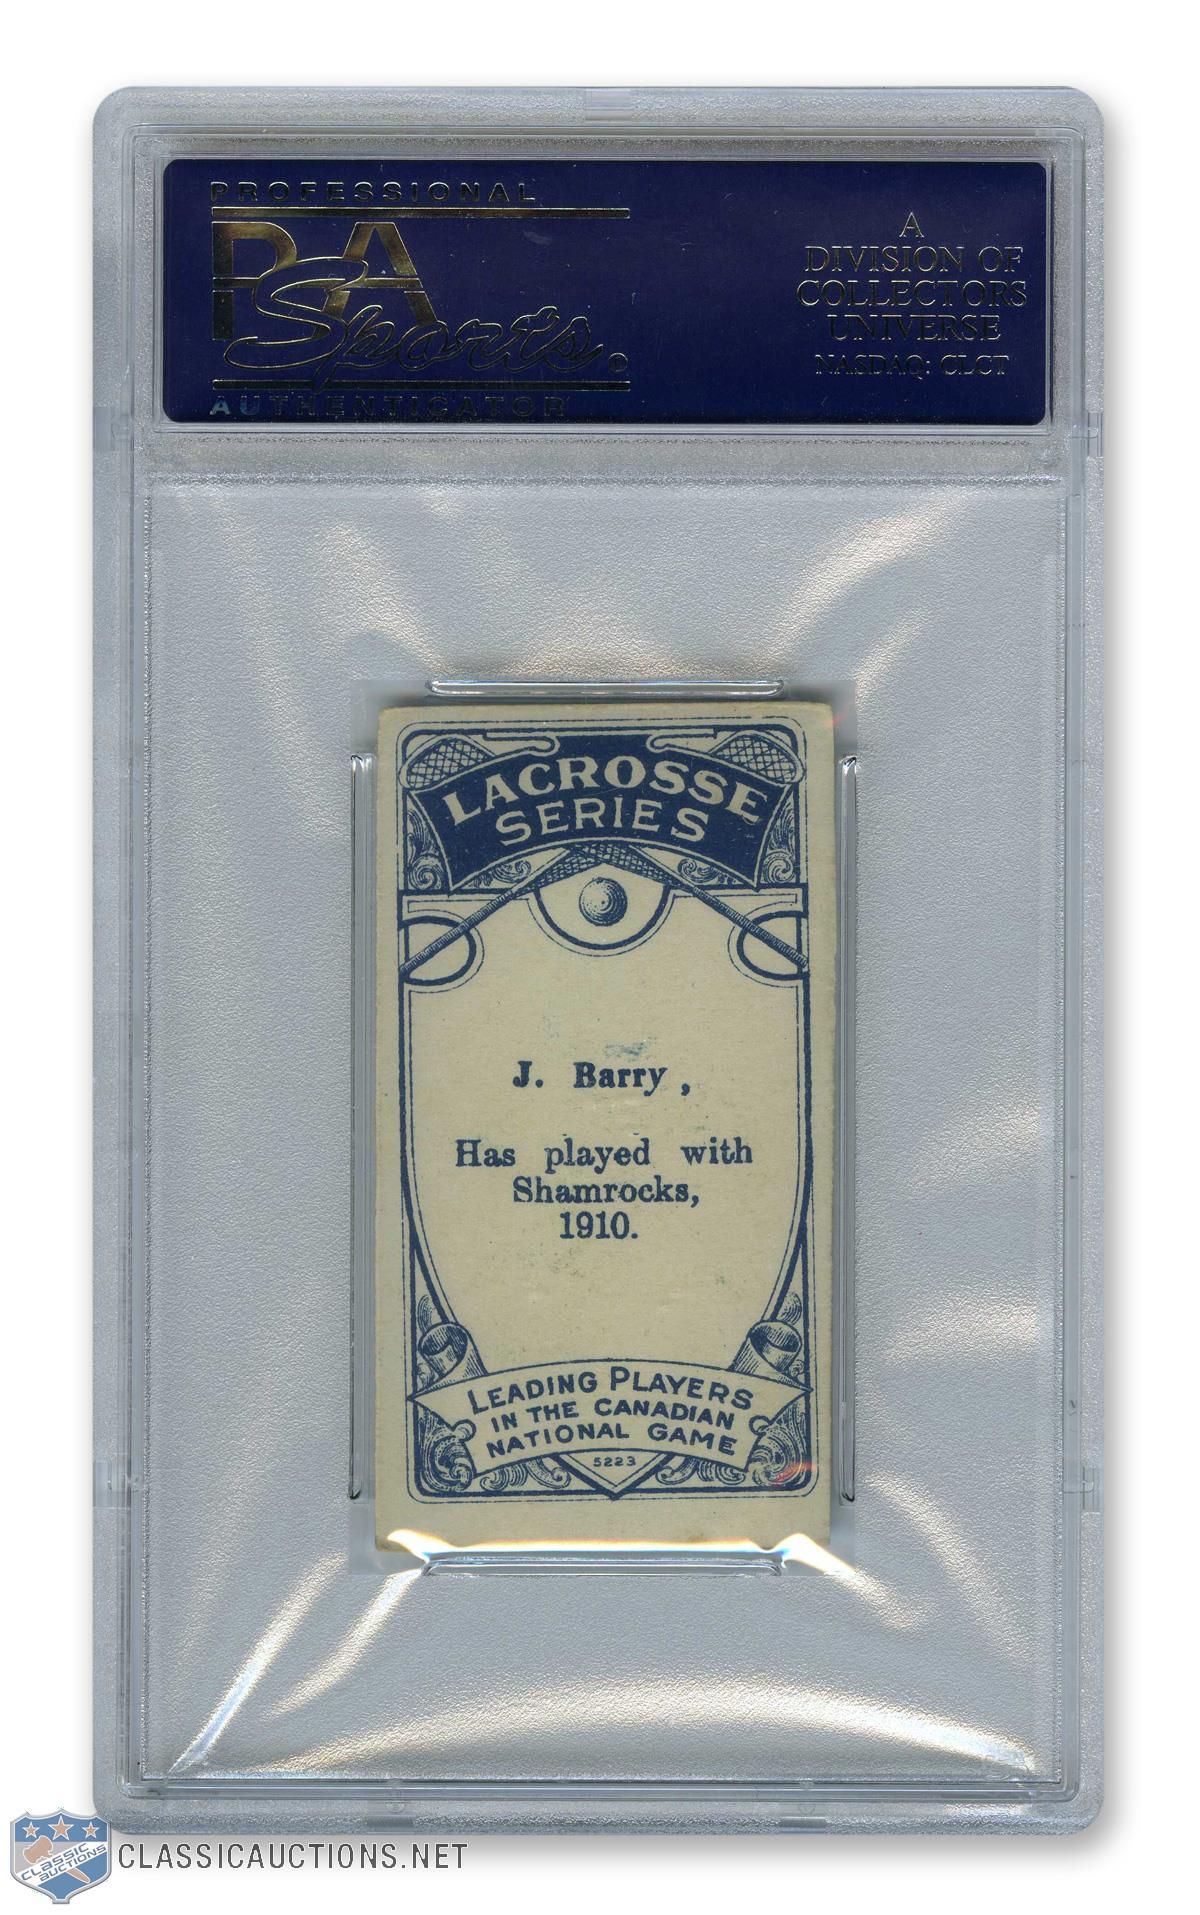 PROFESSIONAL
PSA
Sports
AUTHENTICATOR
A
DIVISION OF
COLLECTORS
UNIVERSE
NASDAQ: CLCT
LACROSSE
SERIES
J. Barry ,
Has played with
Shamrocks,
1910.
LEADING PLAYERS
IN THE CANADIAN
NATIONAL GAME
5223
CLASSIC
AUCTIONS
CLASSICAUCTIONS.NET